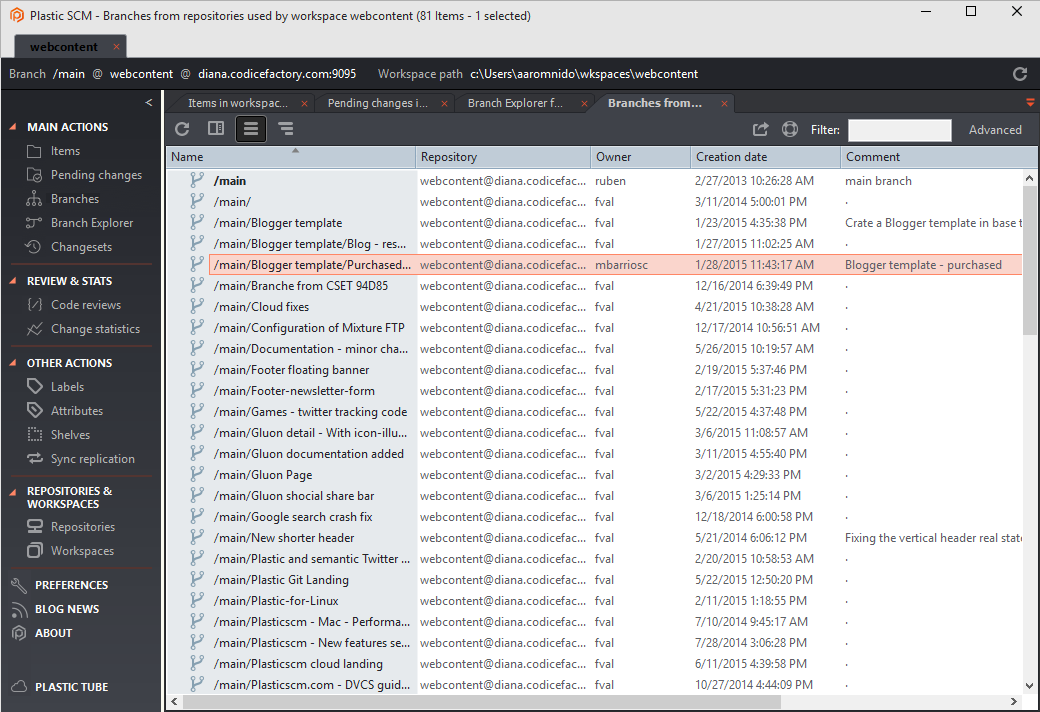 Plastic SCM - Branches from repositories used by workspace webcontent (81 Items - 1 selected)
webcontent ×
Branch /main @ webcontent @ diana.codicefactory.com:9095 Workspace path c:\Users\aaromnido\wkspaces\webcontent
<
MAIN ACTIONS
Items
Pending changes
Branches
Branch Explorer
Changesets
REVIEW & STATS
Code reviews
Change statistics
OTHER ACTIONS
Labels
Attributes
Shelves
Sync replication
REPOSITORIES &
WORKSPACES
Repositories
Workspaces
PREFERENCES
BLOG NEWS
ABOUT
PLASTIC TUBE
Items in workspac... × Pending changes i... × Branch Explorer f... × Branches from... ×
Filter: Advanced
Name Repository Owner Creation date Comment
/main webcontent@diana.codicefac... ruben 2/27/2013 10:26:28 AM main branch
/main/ webcontent@diana.codicefac... fval 3/11/2014 5:00:01 PM .
/main/Blogger template webcontent@diana.codicefac... fval 1/23/2015 4:35:38 PM Crate a Blogger template in base t
/main/Blogger template/Blog - res... webcontent@diana.codicefac... fval 1/27/2015 11:02:25 AM .
/main/Blogger template/Purchased... webcontent@diana.codicefac... mbarriosc 1/28/2015 11:43:17 AM Blogger template - purchased
/main/Branche from CSET 94D85 webcontent@diana.codicefac... fval 12/16/2014 6:39:49 PM .
/main/Cloud fixes webcontent@diana.codicefac... fval 4/21/2015 10:38:28 AM .
/main/Configuration of Mixture FTP webcontent@diana.codicefac... fval 12/17/2014 10:56:51 AM .
/main/Documentation - minor cha... webcontent@diana.codicefac... fval 5/26/2015 10:19:57 AM .
/main/Footer floating banner webcontent@diana.codicefac... fval 2/19/2015 5:37:46 PM .
/main/Footer-newsletter-form webcontent@diana.codicefac... fval 2/17/2015 5:31:23 PM .
/main/Games - twitter tracking code webcontent@diana.codicefac... fval 5/22/2015 4:37:48 PM .
/main/Gluon detail - With icon-illu... webcontent@diana.codicefac... fval 3/6/2015 11:08:57 AM .
/main/Gluon documentation added webcontent@diana.codicefac... fval 3/11/2015 4:55:40 PM .
/main/Gluon Page webcontent@diana.codicefac... fval 3/2/2015 4:29:33 PM .
/main/Gluon shocial share bar webcontent@diana.codicefac... fval 3/6/2015 1:25:14 PM .
/main/Google search crash fix webcontent@diana.codicefac... fval 12/18/2014 6:00:58 PM .
/main/New shorter header webcontent@diana.codicefac... fval 5/21/2014 6:06:12 PM Fixing the vertical header real state
/main/Plastic and semantic Twitter ... webcontent@diana.codicefac... fval 2/20/2015 10:58:53 AM .
/main/Plastic Git Landing webcontent@diana.codicefac... fval 5/22/2015 12:50:20 PM .
/main/Plastic-for-Linux webcontent@diana.codicefac... fval 2/11/2015 1:18:55 PM .
/main/Plasticscm - Mac - Performa... webcontent@diana.codicefac... fval 7/10/2014 9:45:17 AM .
/main/Plasticscm - New features se... webcontent@diana.codicefac... fval 7/28/2014 3:06:28 PM .
/main/Plasticscm cloud landing webcontent@diana.codicefac... fval 6/11/2015 4:39:58 PM .
/main/Plasticscm.com - DVCS guid... webcontent@diana.codicefac... fval 10/27/2014 4:44:09 PM .